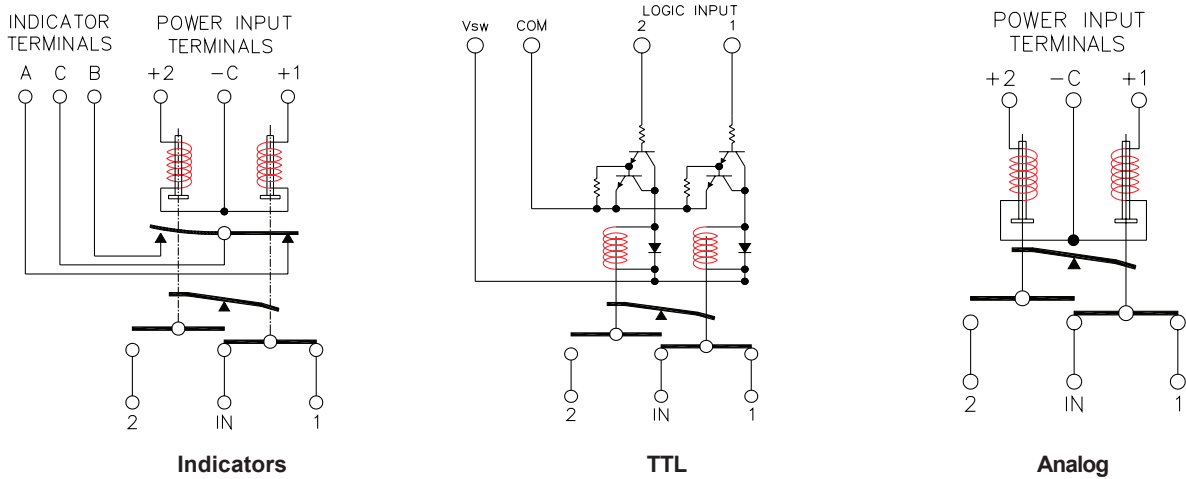 INDICATOR
TERMINALS
A C B
POWER INPUT
TERMINALS
+2 -C +1
2 IN 1
Indicators
LOGIC INPUT
Vsw COM 2 1
2 IN 1
TTL
POWER INPUT
TERMINALS
+2 -C +1
2 IN 1
Analog